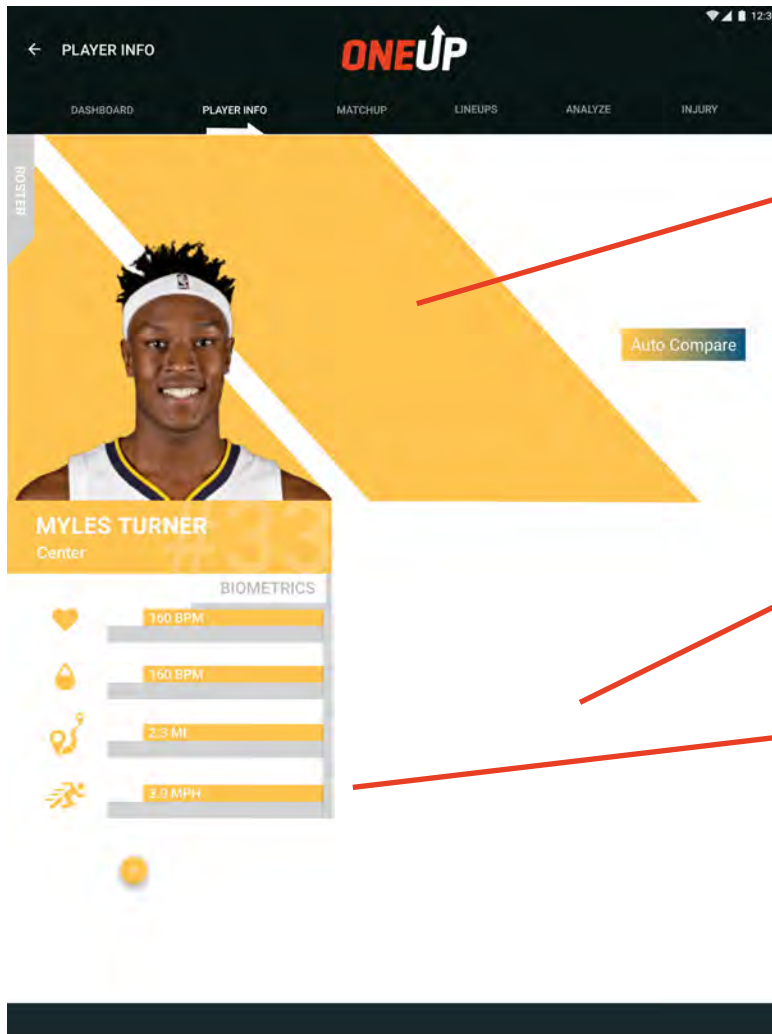 12:3
PLAYER INFO
ONEUP
DASHBOARD PLAYER INFO MATCHUP LINEUPS ANALYZE INJURY
ROSTER
Auto Compare
MYLES TURNER
#33
Center
BIOMETRICS
160 BPM
160 BPM
2.3 MI
3.0 MPH